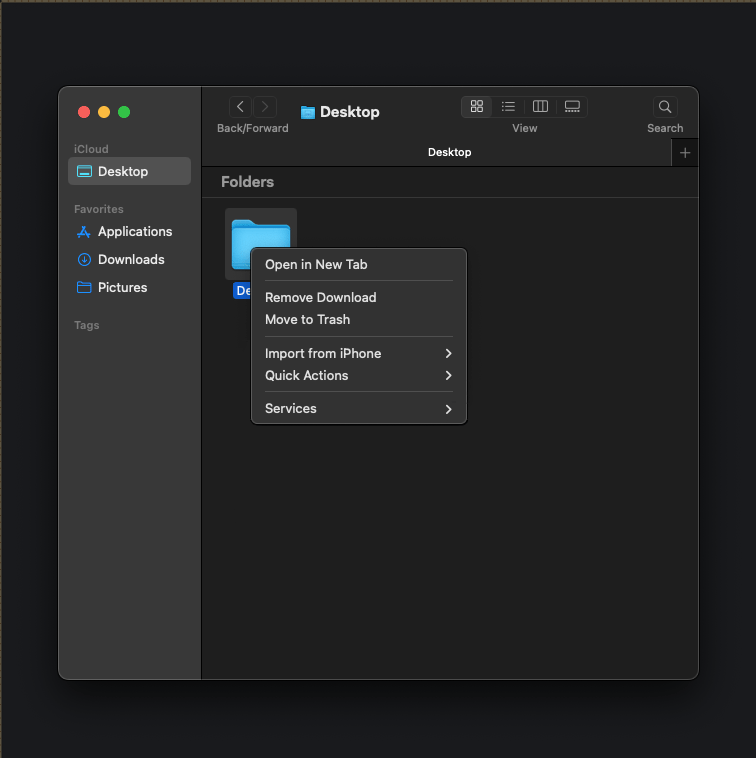 Desktop
Back/Forward
View
Search
iCloud
Desktop
Favorites
Applications
Downloads
Pictures
Tags
Desktop
Folders
De
Open in New Tab
Remove Download
Move to Trash
Import from iPhone
Quick Actions
Services